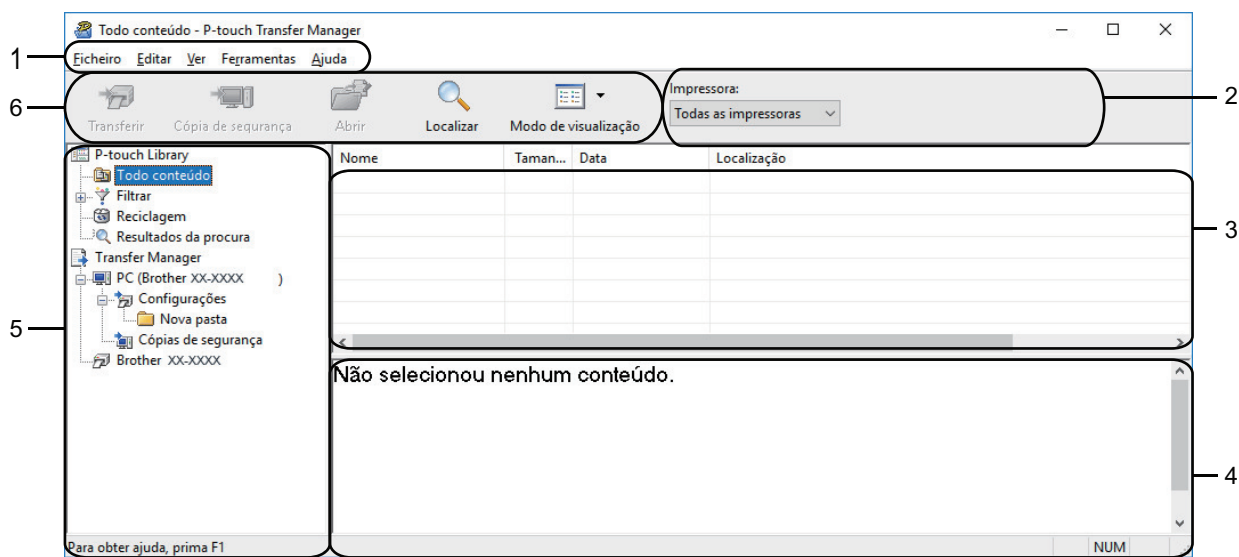 Todo conteúdo - P-touch Transfer Manager
1
Ficheiro Editar Ver Ferramentas Ajuda
6
Transferir Cópia de segurança Abrir Localizar Modo de visualização
Impressora:
Todas as impressoras
2
P-touch Library
Todo conteúdo
Filtrar
Reciclagem
Resultados da procura
Transfer Manager
PC (Brother XX-XXXX )
Configurações
Nova pasta
Cópias de segurança
Brother XX-XXXX
5
Nome Taman... Data Localização
3
Não selecionou nenhum conteúdo.
4
Para obter ajuda, prima F1
NUM